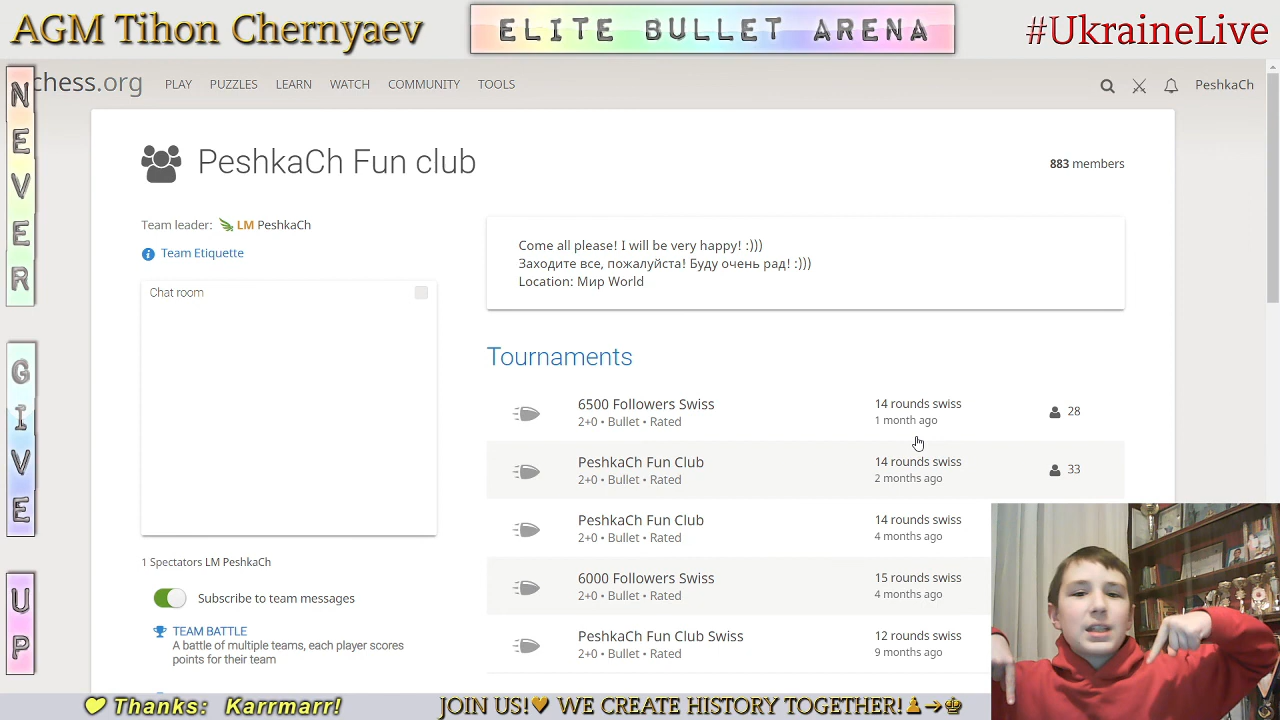 AGM Tihon Chernyaev
ELITE BULLET ARENA
#UkraineLive
NEVER
GIVE
UP
chess.org
PLAY PUZZLES LEARN WATCH COMMUNITY TOOLS
PeshkaCh
PeshkaCh Fun club
883 members
Team leader: LM PeshkaCh
Team Etiquette
Come all please! I will be very happy! :)))
Заходите все, пожалуйста! Буду очень рад! :)))
Location: Мир World
Chat room
Tournaments
6500 Followers Swiss
2+0 • Bullet • Rated
14 rounds swiss
1 month ago
28
PeshkaCh Fun Club
2+0 • Bullet • Rated
14 rounds swiss
2 months ago
33
PeshkaCh Fun Club
2+0 • Bullet • Rated
14 rounds swiss
4 months ago
6000 Followers Swiss
2+0 • Bullet • Rated
15 rounds swiss
4 months ago
PeshkaCh Fun Club Swiss
2+0 • Bullet • Rated
12 rounds swiss
9 months ago
1 Spectators LM PeshkaCh
Subscribe to team messages
TEAM BATTLE
A battle of multiple teams, each player scores
points for their team
Thanks: Karrmarr!
JOIN US! WE CREATE HISTORY TOGETHER!